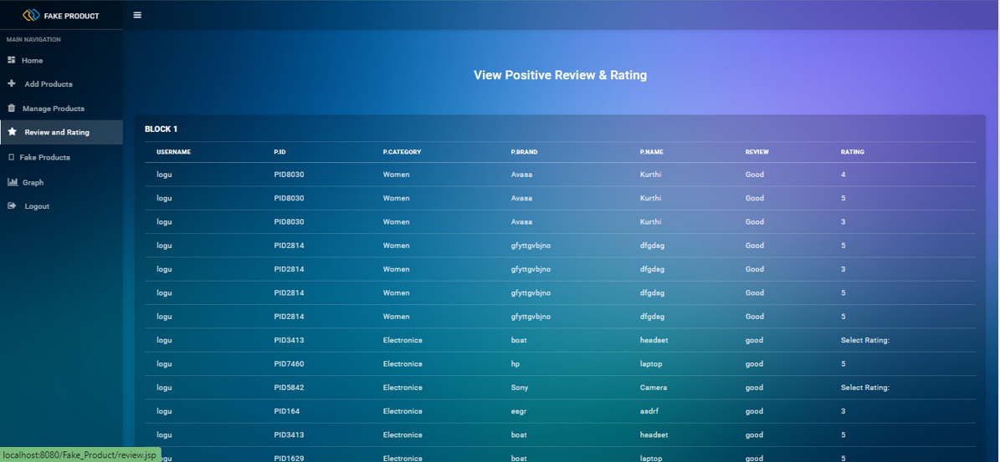 FAKE PRODUCT
MAIN NAVIGATION
Home
Add Products
Manage Products
Review and Rating
Fake Products
Graph
Logout
View Positive Review & Rating
BLOCK 1
USERNAME P.ID P.CATEGORY P.BRAND P.NAME REVIEW RATING
logu PID8030 Women Avasa Kurthi Good 4
logu PID8030 Women Avasa Kurthi Good 5
logu PID8030 Women Avasa Kurthi Good 3
logu PID2814 Women gfyttgvbjno dfgdsg Good 5
logu PID2814 Women gfyttgvbjno dfgdsg Good 3
logu PID2814 Women gfyttgvbjno dfgdsg Good 5
logu PID2814 Women gfyttgvbjno dfgdsg Good 5
logu PID3413 Electronics boat headset good Select Rating:
logu PID7460 Electronics hp laptop good 5
logu PID5842 Electronics Sony Camera good Select Rating:
logu PID164 Electronics esgr asdrf good 3
logu PID3413 Electronics boat headset good 5
logu PID1629 Electronics boat laptop good 5
localhost:8080/Fake_Product/review.jsp